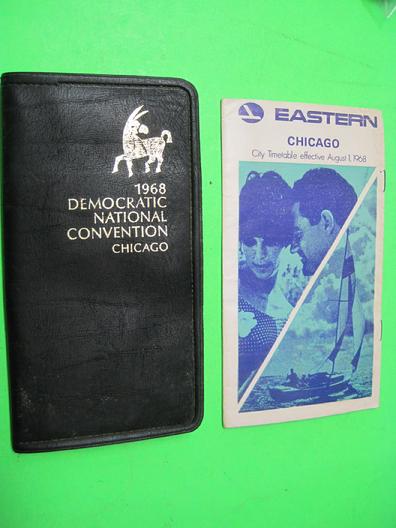 1968
DEMOCRATIC
NATIONAL
CONVENTION
CHICAGO
EASTERN
CHICAGO
City Timetable effective August 1, 1968